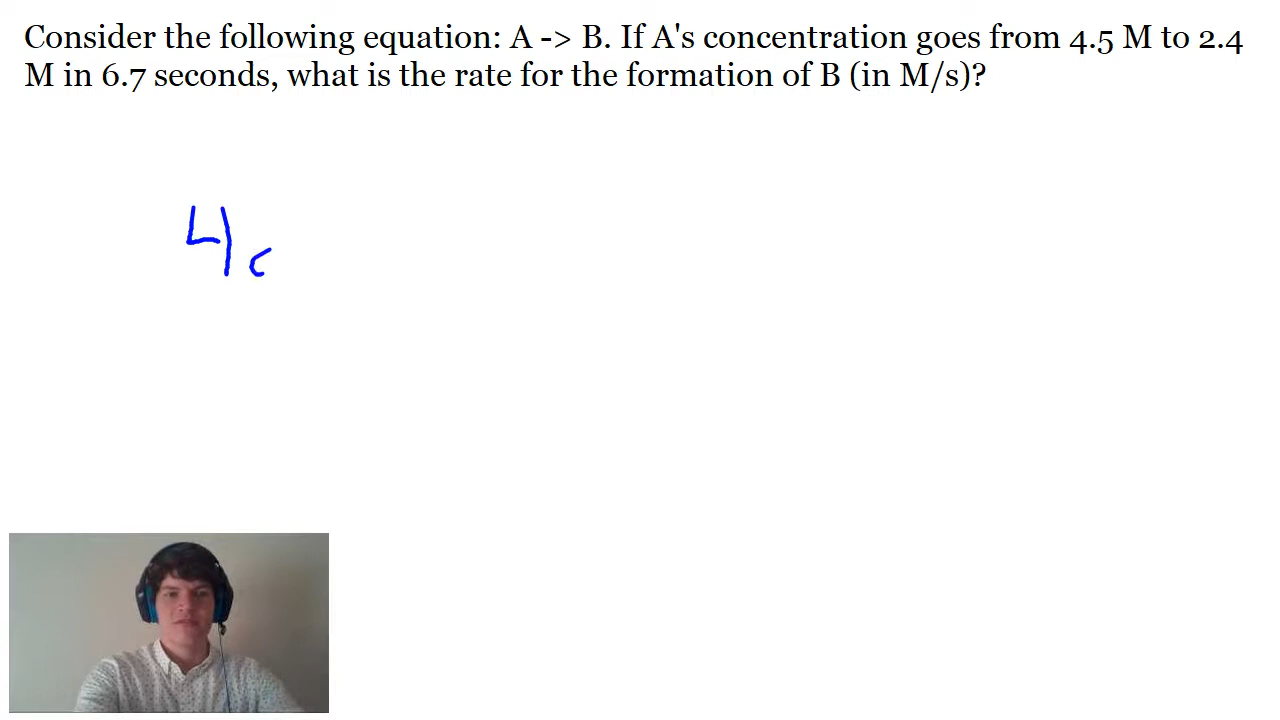 Consider the following equation: A -> B. If A's concentration goes from 4.5 M to 2.4
M in 6.7 seconds, what is the rate for the formation of B (in M/s)?
4